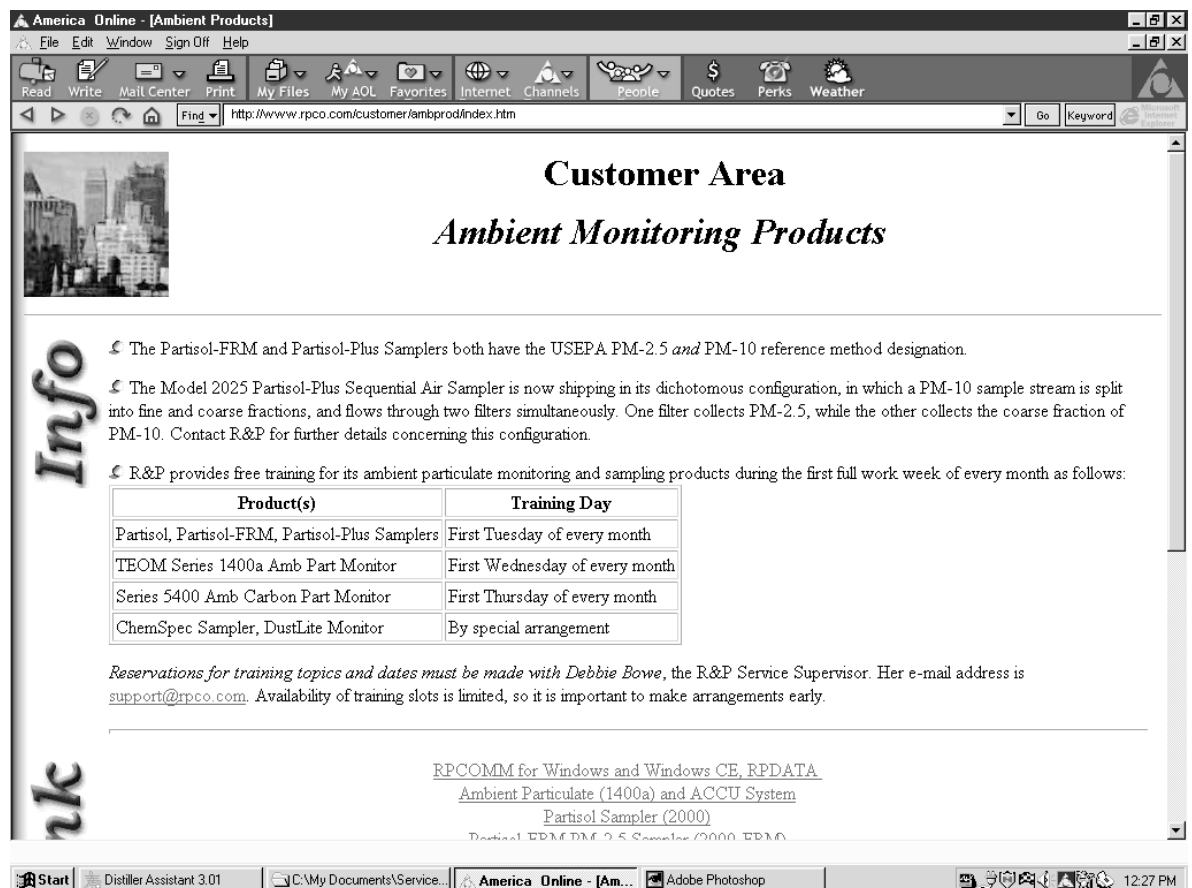 America Online - [Ambient Products]
File Edit Window Sign Off Help
Read Write Mail Center Print My Files My AOL Favorites Internet Channels People Quotes Perks Weather
Find http://www.rpco.com/customer/ambprod/index.htm Go Keyword Microsoft Internet Explorer
Customer Area
Ambient Monitoring Products
Info
The Partisol-FRM and Partisol-Plus Samplers both have the USEPA PM-2.5 and PM-10 reference method designation.
The Model 2025 Partisol-Plus Sequential Air Sampler is now shipping in its dichotomous configuration, in which a PM-10 sample stream is split
into fine and coarse fractions, and flows through two filters simultaneously. One filter collects PM-2.5, while the other collects the coarse fraction of
PM-10. Contact R&P for further details concerning this configuration.
R&P provides free training for its ambient particulate monitoring and sampling products during the first full work week of every month as follows:
Product(s) Training Day
Partisol, Partisol-FRM, Partisol-Plus Samplers First Tuesday of every month
TEOM Series 1400a Amb Part Monitor First Wednesday of every month
Series 5400 Amb Carbon Part Monitor First Thursday of every month
ChemSpec Sampler, DustLite Monitor By special arrangement
Reservations for training topics and dates must be made with Debbie Bowe, the R&P Service Supervisor. Her e-mail address is
support@rpco.com. Availability of training slots is limited, so it is important to make arrangements early.
nk
RPCOMM for Windows and Windows CE, RPDATA
Ambient Particulate (1400a) and ACCU System
Partisol Sampler (2000)
Partisol-FRM PM-2.5 Sampler (2000-FRM)
Start Distiller Assistant 3.01 C:\My Documents\Service... America Online - [Am... Adobe Photoshop 12:27 PM